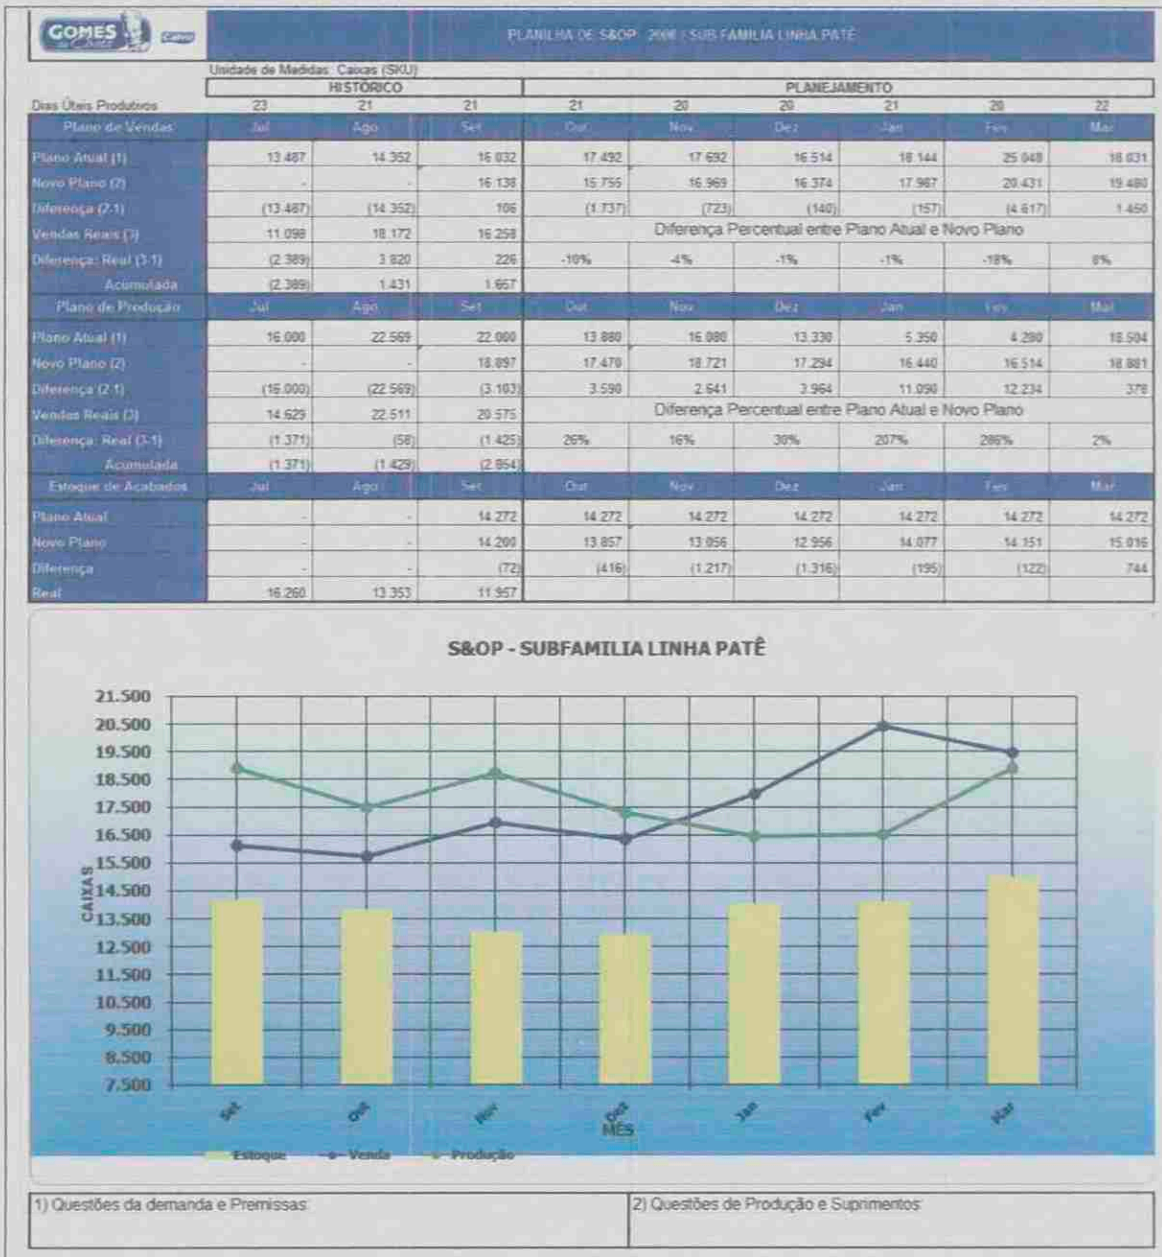 GOMES
da Costa
Calvo
PLANILHA DE S&OP 2006 / SUB FAMILIA LINHA PATÊ
Unidade de Medidas: Caixas (SKU)
HISTÓRICO PLANEJAMENTO
Dias Úteis Produtivos 23 21 21 21 20 20 21 20 22
Plano de Vendas Jul Ago Set Out Nov Dez Jan Fev Mar
Plano Atual (1) 13.487 14.352 16.032 17.492 17.692 16.514 18.144 25.048 18.031
Novo Plano (2) - - 16.138 15.755 16.969 16.374 17.987 20.431 19.480
Diferença (2-1) (13.487) (14.352) 106 (1.737) (723) (140) (157) (4.617) 1.450
Vendas Reais (3) 11.098 18.172 16.258 Diferença Percentual entre Plano Atual e Novo Plano
Diferença: Real (3-1) (2.389) 3.820 226 -10% -4% -1% -1% -18% 8%
Acumulada (2.389) 1.431 1.657
Plano de Produção Jul Ago Set Out Nov Dez Jan Fev Mar
Plano Atual (1) 16.000 22.569 22.000 13.880 16.080 13.330 5.350 4.280 18.504
Novo Plano (2) - - 18.897 17.470 18.721 17.294 16.440 16.514 18.881
Diferença (2-1) (16.000) (22.569) (3.103) 3.590 2.641 3.964 11.090 12.234 378
Vendas Reais (3) 14.629 22.511 20.575 Diferença Percentual entre Plano Atual e Novo Plano
Diferença: Real (3-1) (1.371) (58) (1.425) 26% 16% 30% 207% 286% 2%
Acumulada (1.371) (1.429) (2.854)
Estoque de Acabados Jul Ago Set Out Nov Dez Jan Fev Mar
Plano Atual - - 14.272 14.272 14.272 14.272 14.272 14.272 14.272
Novo Plano - - 14.200 13.857 13.056 12.956 14.077 14.151 15.016
Diferença - - (72) (416) (1.217) (1.316) (195) (122) 744
Real 16.260 13.353 11.957
S&OP - SUBFAMILIA LINHA PATÊ
21.500
20.500
19.500
18.500
17.500
16.500
15.500
14.500
13.500
12.500
11.500
10.500
9.500
8.500
7.500
CAIXAS
Set Out Nov Dez Jan Fev Mar
MÊS
Estoque Venda Produção
1) Questões da demanda e Premissas: 2) Questões de Produção e Suprimentos